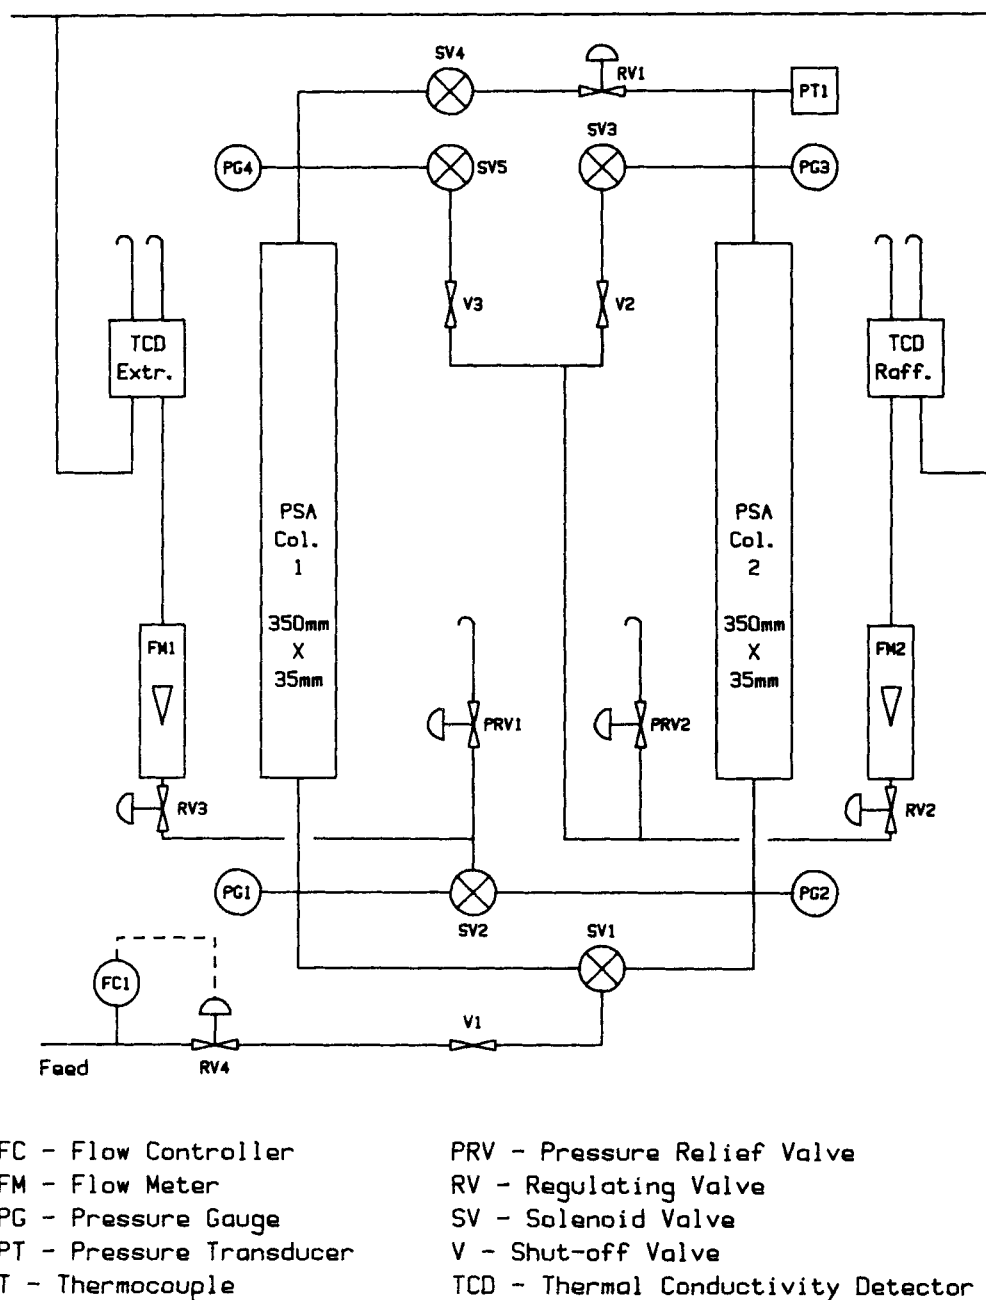 SV4
RV1
PT1
SV3
PG4
SV5
PG3
V3
V2
TCD
Extr.
TCD
Raff.
PSA
Col.
1
350mm
X
35mm
PSA
Col.
2
350mm
X
35mm
FM1
FM2
PRV1
PRV2
RV3
RV2
PG1
PG2
SV2
SV1
FC1
V1
Feed
RV4
FC - Flow Controller
FM - Flow Meter
PG - Pressure Gauge
PT - Pressure Transducer
T - Thermocouple
PRV - Pressure Relief Valve
RV - Regulating Valve
SV - Solenoid Valve
V - Shut-off Valve
TCD - Thermal Conductivity Detector